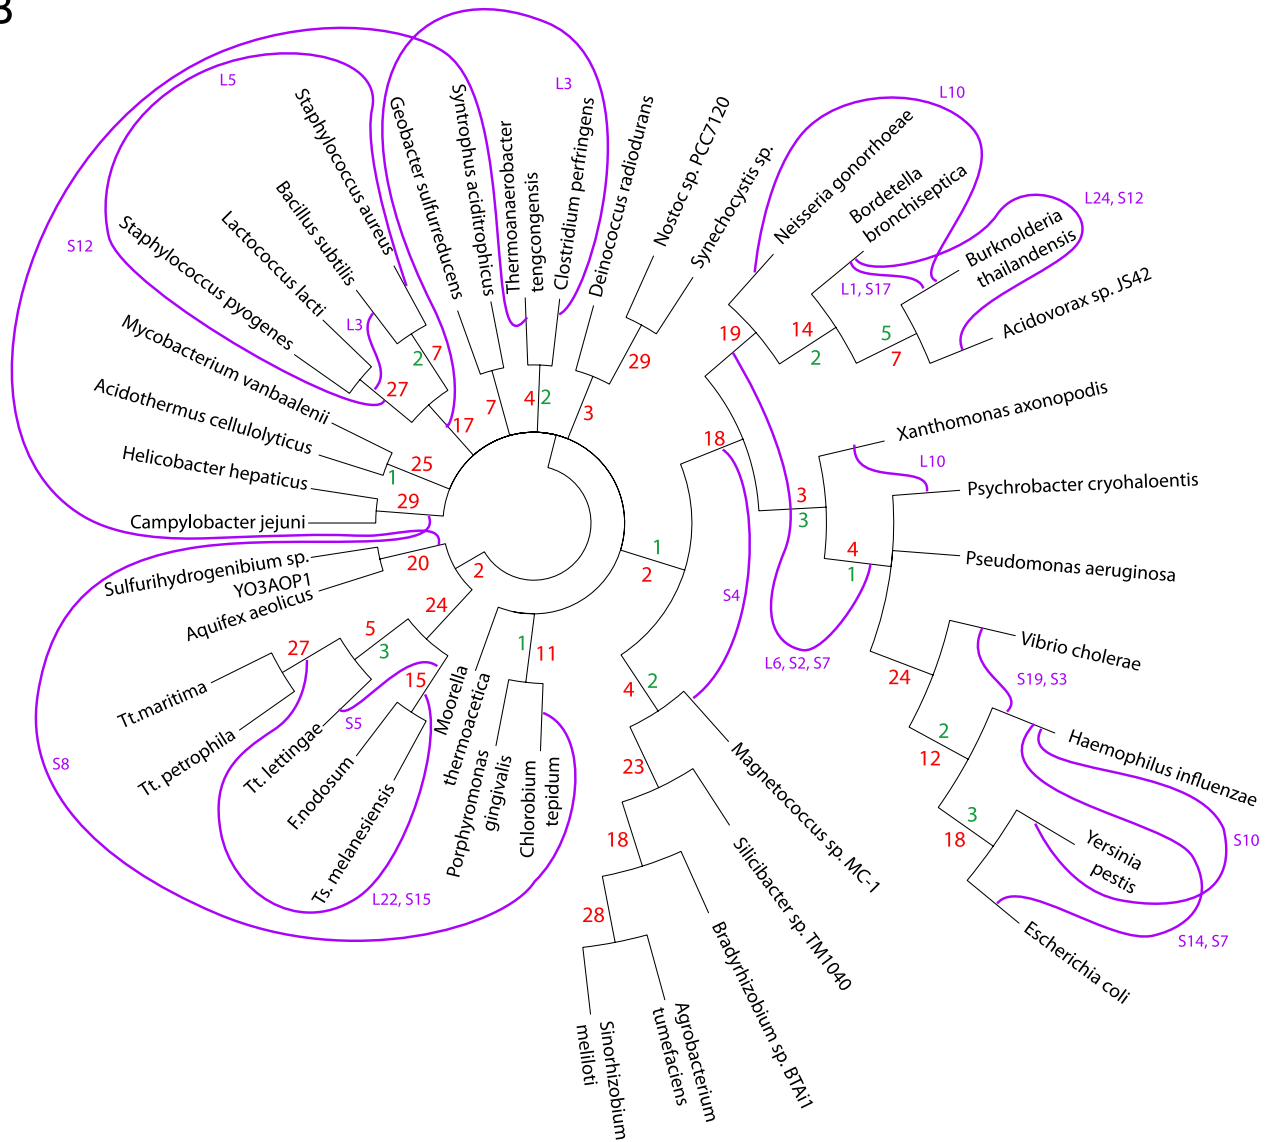 B
L5
L3
L10
Staphylococcus aureus
Geobacter sulfurreducens
Syntrophus aciditrophicus
Thermoanaerobacter
tengcongensis
Clostridium perfringens
Deinococcus radiodurans
Nostoc sp. PCC7120
Synechocystis sp.
Neisseria gonorrhoeae
Bordetella
bronchiseptica
L24, S12
Burknolderia
thailandensis
Acidovorax sp. JS42
L1, S17
Bacillus subtilis
Lactococcus lacti
Staphylococcus pyogenes
S12
L3
Mycobacterium vanbaalenii
Acidothermus cellulolyticus
Helicobacter hepaticus
Campylobacter jejuni
2
7
27
17
7
4
2
3
29
19
14
2
5
7
25
1
29
18
3
3
Xanthomonas axonopodis
L10
Psychrobacter cryohaloentis
4
1
Pseudomonas aeruginosa
Sulfurihydrogenibium sp.
YO3AOP1
Aquifex aeolicus
20
2
24
1
2
S4
L6, S2, S7
Vibrio cholerae
S19, S3
24
5
3
27
15
1
11
4
2
Tt.maritima
Tt. petrophila
Tt. lettingae
S5
F.nodosum
Ts. melanesiensis
L22, S15
S8
Moorella
thermoacetica
Porphyromonas
gingivalis
Chlorobium
tepidum
2
12
Haemophilus influenzae
S10
3
18
Yersinia
pestis
S14, S7
Escherichia coli
23
18
28
Magnetococcus sp. MC-1
Silicibacter sp. TM1040
Bradyrhizobium sp. BTAi1
Agrobacterium
tumefaciens
Sinorhizobium
meliloti